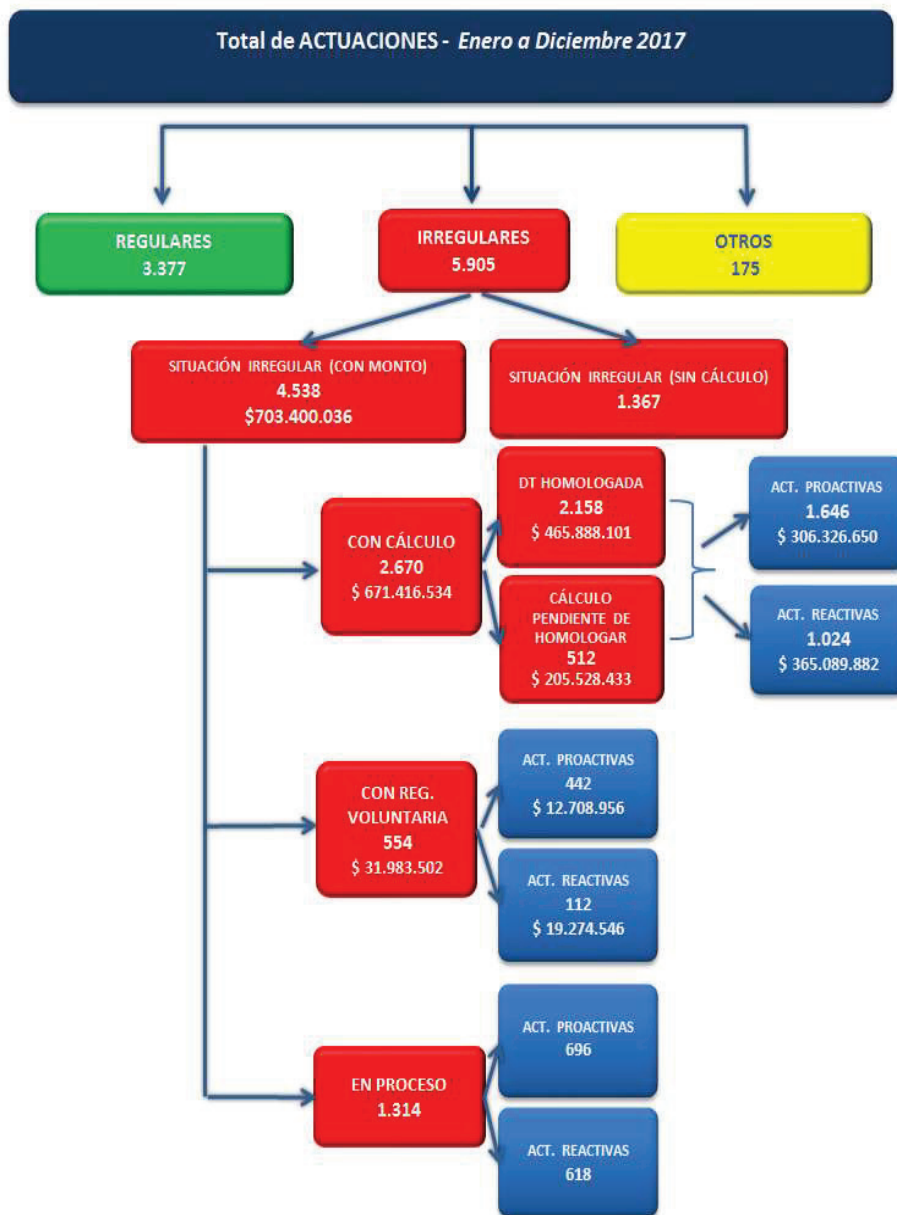 Total de ACTUACIONES - Enero a Diciembre 2017
REGULARES
3.377
IRREGULARES
5.905
OTROS
175
SITUACIÓN IRREGULAR (CON MONTO)
4.538
$703.400.036
SITUACIÓN IRREGULAR (SIN CÁLCULO)
1.367
CON CÁLCULO
2.670
$ 671.416.534
DT HOMOLOGADA
2.158
$ 465.888.101
CÁLCULO
PENDIENTE DE
HOMOLOGAR
512
$ 205.528.433
ACT. PROACTIVAS
1.646
$ 306.326.650
ACT. REACTIVAS
1.024
$ 365.089.882
CON REG.
VOLUNTARIA
554
$ 31.983.502
ACT. PROACTIVAS
442
$ 12.708.956
ACT. REACTIVAS
112
$ 19.274.546
EN PROCESO
1.314
ACT. PROACTIVAS
696
ACT. REACTIVAS
618